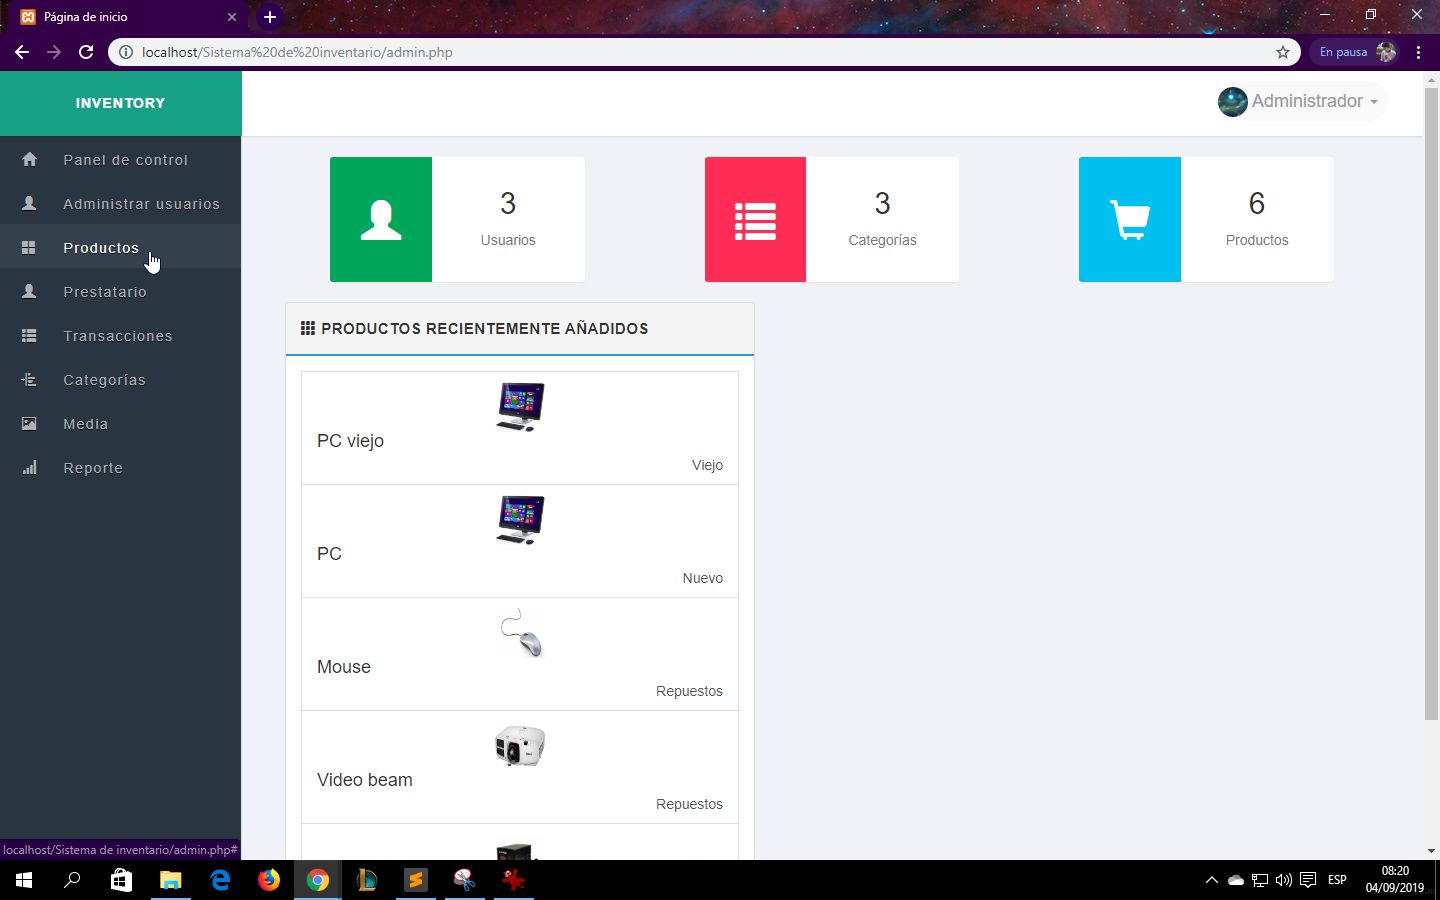 Página de inicio
localhost/Sistema%20de%20inventario/admin.php
En pausa
INVENTORY
Administrador
Panel de control
Administrar usuarios
Productos
Prestatario
Transacciones
Categorías
Media
Reporte
3
Usuarios
3
Categorías
6
Productos
PRODUCTOS RECIENTEMENTE AÑADIDOS
PC viejo
Viejo
PC
Nuevo
Mouse
Repuestos
Video beam
Repuestos
localhost/Sistema de inventario/admin.php#
ESP
08:20
04/09/2019